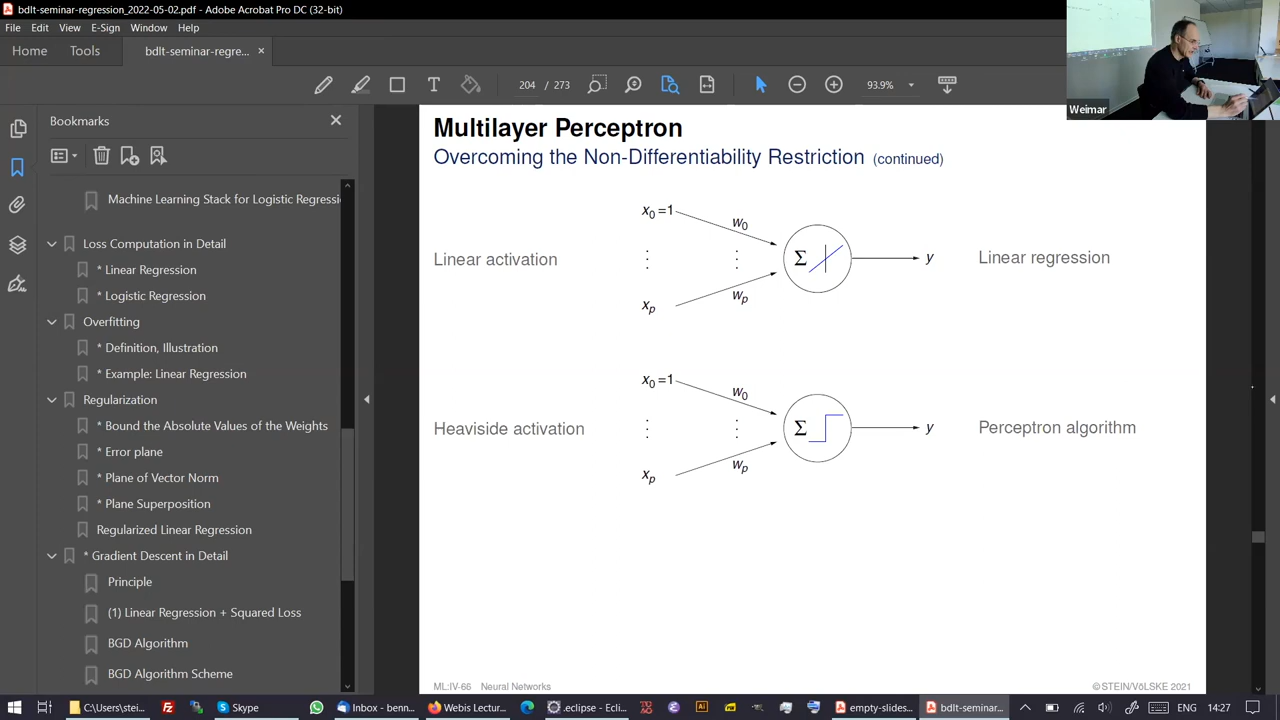 bdlt-seminar-regression_2022-05-02.pdf - Adobe Acrobat Pro DC (32-bit)
File Edit View E-Sign Window Help
Home Tools bdlt-seminar-regre... ×
204 / 273 93.9%
Weimar
Bookmarks
Machine Learning Stack for Logistic Regressi
Loss Computation in Detail
* Linear Regression
* Logistic Regression
Overfitting
* Definition, Illustration
* Example: Linear Regression
Regularization
* Bound the Absolute Values of the Weights
* Error plane
* Plane of Vector Norm
* Plane Superposition
Regularized Linear Regression
* Gradient Descent in Detail
Principle
(1) Linear Regression + Squared Loss
BGD Algorithm
BGD Algorithm Scheme
Multilayer Perceptron
Overcoming the Non-Differentiability Restriction (continued)
x0 =1
w0
Linear activation
Σ
y
Linear regression
wp
xp
x0 =1
w0
Heaviside activation
Σ
y
Perceptron algorithm
wp
xp
ML:IV-66 Neural Networks
© STEIN/VÖLSKE 2021
C:\Users\stei... Skype Inbox - benn... Webis Lectur... .eclipse - Ecli... empty-slides... bdlt-seminar-... ENG 14:27